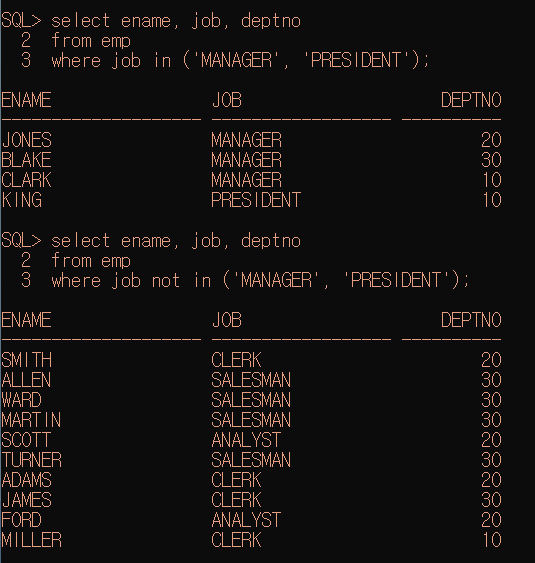 SQL> select ename, job, deptno
  2  from emp
  3  where job in ('MANAGER', 'PRESIDENT');
ENAME                JOB                    DEPTNO
-------------------- ------------------ ----------
JONES                MANAGER                    20
BLAKE                MANAGER                    30
CLARK                MANAGER                    10
KING                 PRESIDENT                  10
SQL> select ename, job, deptno
  2  from emp
  3  where job not in ('MANAGER', 'PRESIDENT');
ENAME                JOB                    DEPTNO
-------------------- ------------------ ----------
SMITH                CLERK                      20
ALLEN                SALESMAN                   30
WARD                 SALESMAN                   30
MARTIN               SALESMAN                   30
SCOTT                ANALYST                    20
TURNER               SALESMAN                   30
ADAMS                CLERK                      20
JAMES                CLERK                      30
FORD                 ANALYST                    20
MILLER               CLERK                      10